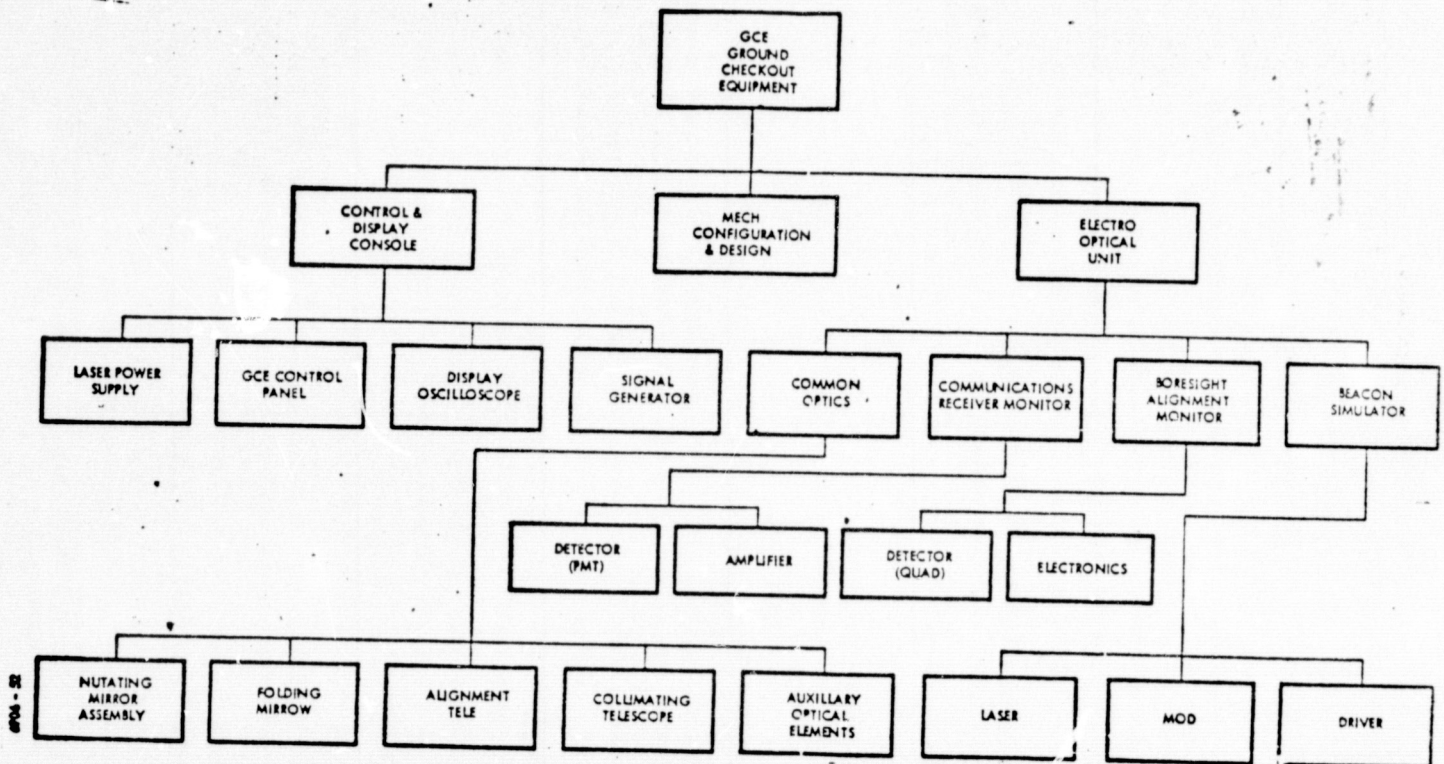 GCE
GROUND
CHECKOUT
EQUIPMENT
CONTROL &
DISPLAY
CONSOLE
MECH
CONFIGURATION
& DESIGN
ELECTRO
OPTICAL
UNIT
LASER POWER
SUPPLY
GCE CONTROL
PANEL
DISPLAY
OSCILLOSCOPE
SIGNAL
GENERATOR
COMMON
OPTICS
COMMUNICATIONS
RECEIVER MONITOR
BORESIGHT
ALIGNMENT
MONITOR
BEACON
SIMULATOR
DETECTOR
(PMT)
AMPLIFIER
DETECTOR
(QUAD)
ELECTRONICS
NUTATING
MIRROR
ASSEMBLY
FOLDING
MIRROW
ALIGNMENT
TELE
COLLIMATING
TELESCOPE
AUXILLARY
OPTICAL
ELEMENTS
LASER
MOD
DRIVER